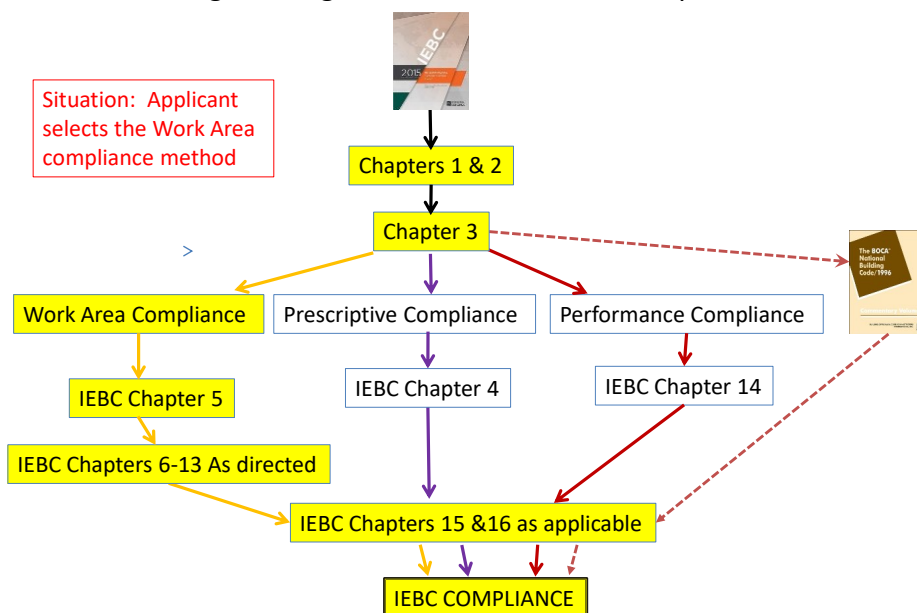 IEBC
2015
Situation: Applicant
selects the Work Area
compliance method
Chapters 1 & 2
Chapter 3
>
The BOCA
National
Building
Code/1996
Work Area Compliance
Prescriptive Compliance
Performance Compliance
IEBC Chapter 5
IEBC Chapter 4
IEBC Chapter 14
IEBC Chapters 6-13 As directed
IEBC Chapters 15 &16 as applicable
IEBC COMPLIANCE